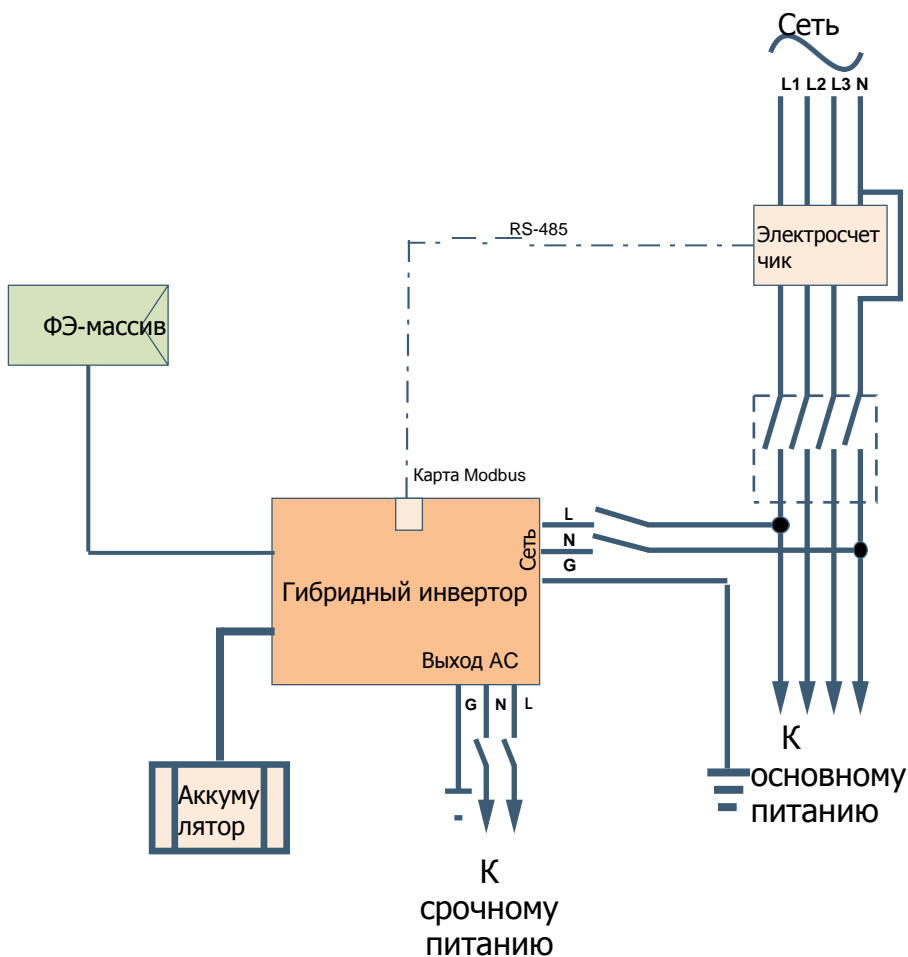 Сеть
L1 L2 L3 N
RS-485
Электросчет
чик
ФЭ-массив
Карта Modbus
L
N
G
Сеть
Гибридный инвертор
Выход АС
G N L
К
основному
питанию
Аккуму
лятор
К
срочному
питанию